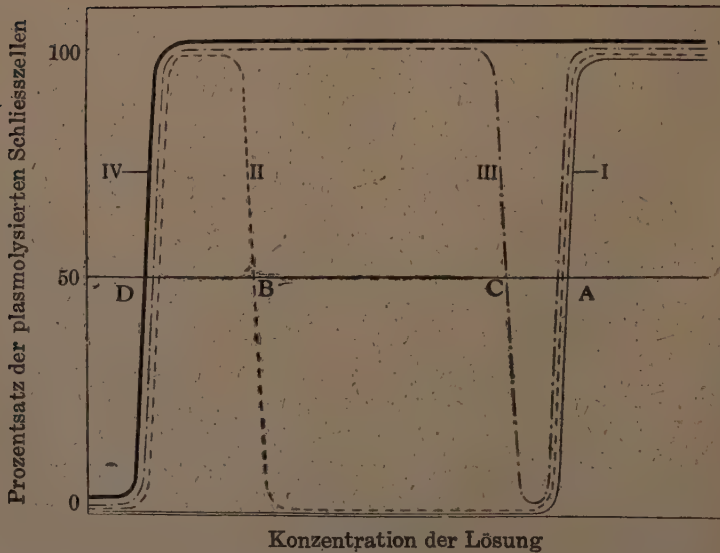 Prozentsatz der plasmolysierten Schliesszellen
100
IV
II
III
I
50
D
B
C
A
0
Konzentration der Lösung